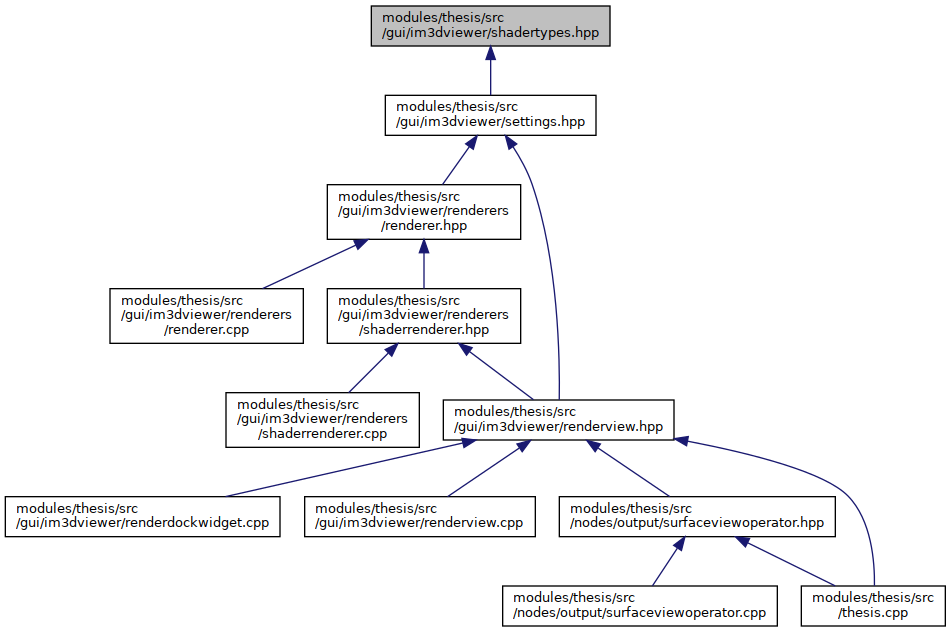 modules/thesis/src
/gui/im3dviewer/shadertypes.hpp
modules/thesis/src
/gui/im3dviewer/settings.hpp
modules/thesis/src
/gui/im3dviewer/renderers
/renderer.hpp
modules/thesis/src
/gui/im3dviewer/renderers
/renderer.cpp
modules/thesis/src
/gui/im3dviewer/renderers
/shaderrenderer.hpp
modules/thesis/src
/gui/im3dviewer/renderers
/shaderrenderer.cpp
modules/thesis/src
/gui/im3dviewer/renderview.hpp
modules/thesis/src
/gui/im3dviewer/renderdockwidget.cpp
modules/thesis/src
/gui/im3dviewer/renderview.cpp
modules/thesis/src
/nodes/output/surfaceviewoperator.hpp
modules/thesis/src
/nodes/output/surfaceviewoperator.cpp
modules/thesis/src
/thesis.cpp